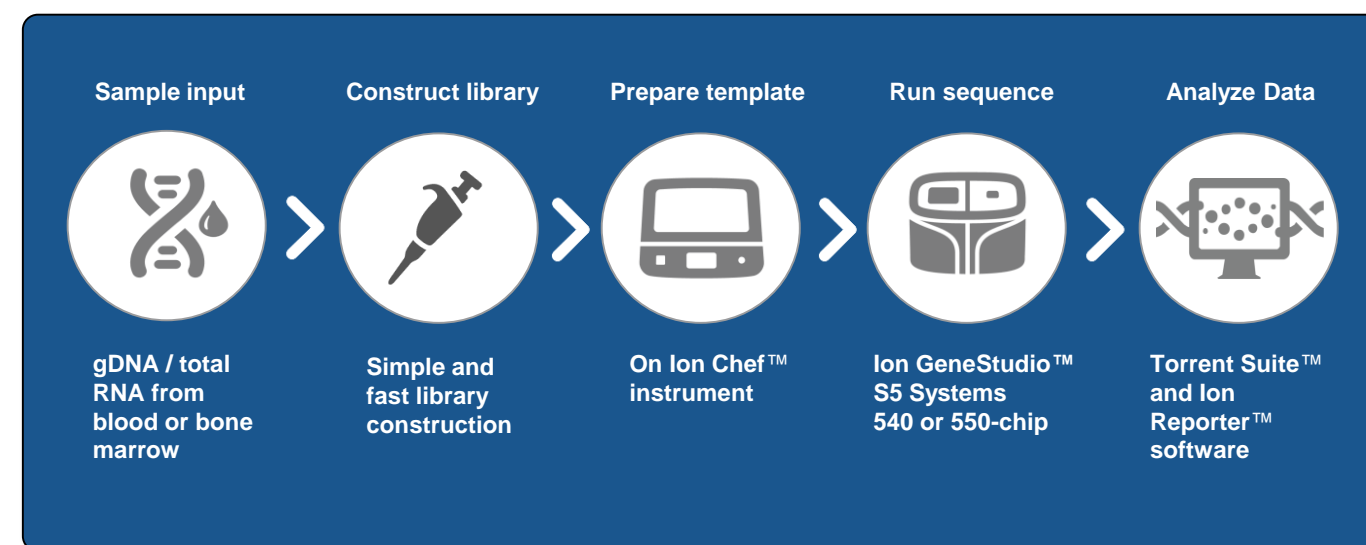 Sample input
Construct library
Prepare template
Run sequence
Analyze Data
gDNA / total
RNA from
blood or bone
marrow
Simple and
fast library
construction
On Ion Chef™
instrument
Ion GeneStudio™
S5 Systems
540 or 550-chip
Torrent Suite™
and Ion
Reporter™
software